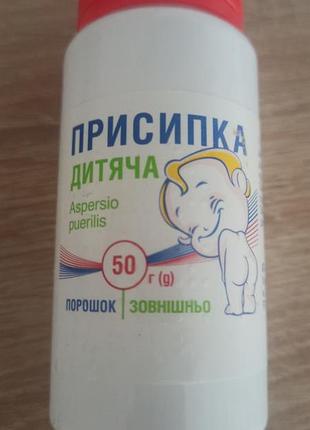 ПРИСИПКА
ДИТЯЧА
Aspersio
puerilis
50 г (g)
ПОРОШОК | ЗОВНІШНЬО